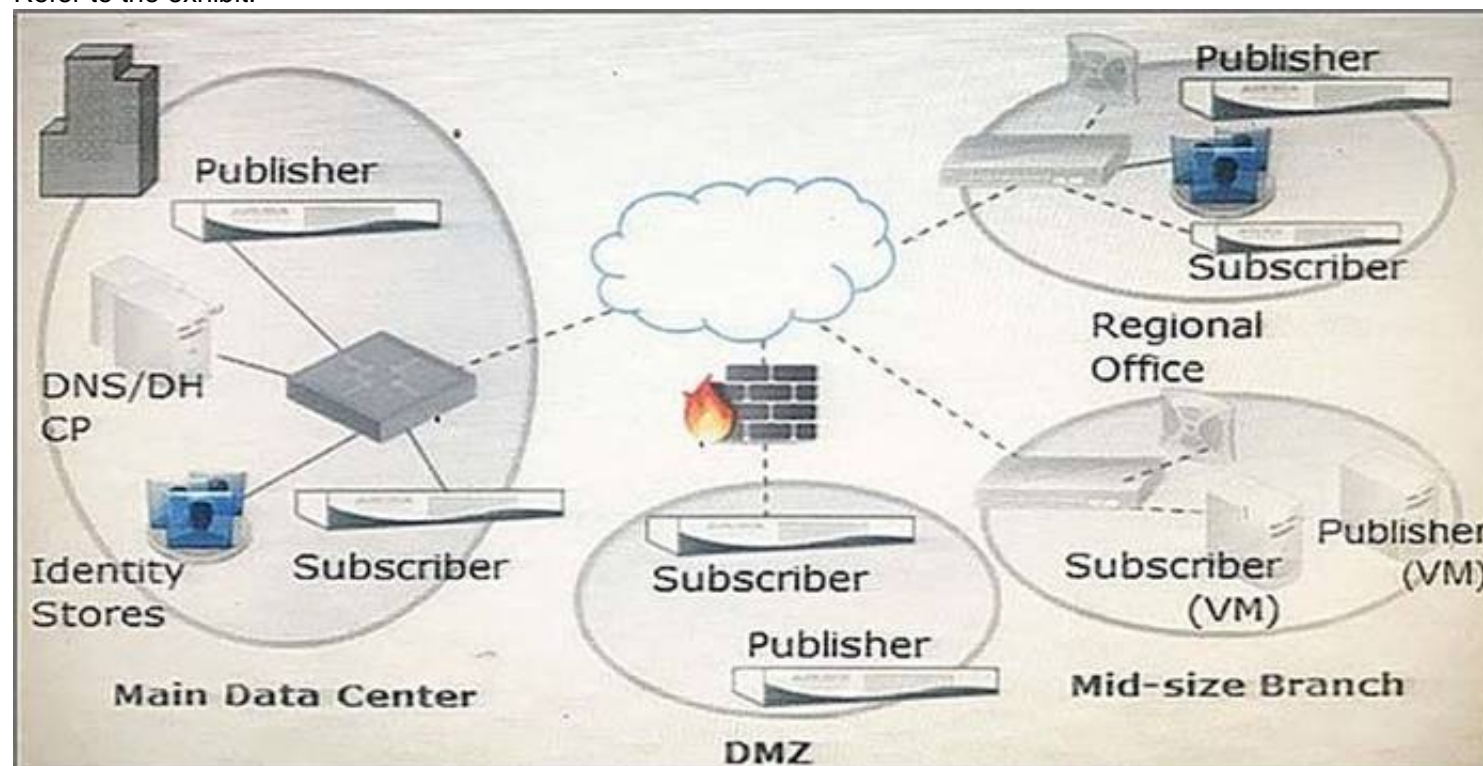 Refer to the exhibit.
Publisher
DNS/DH
CP
Identity
Stores
Subscriber
Main Data Center
Subscriber
Publisher
DMZ
Publisher
Subscriber
Regional
Office
Subscriber
(VM)
Publisher
(VM)
Mid-size Branch